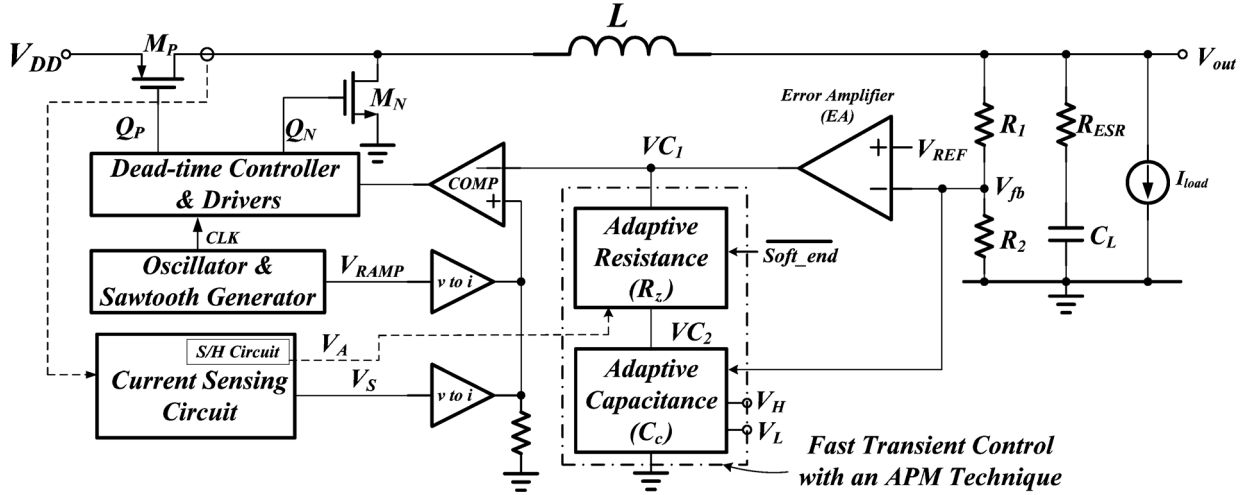 L
V_DD
M_P
V_out
M_N
Error Amplifier
(EA)
Q_P
Q_N
R_1
R_ESR
VC_1
+
V_REF
−
V_fb
I_load
Dead-time Controller
& Drivers
−
COMP
+
CLK
Adaptive
Resistance
(R_z)
Soft_end
R_2
C_L
Oscillator &
Sawtooth Generator
V_RAMP
v to i
VC_2
S/H Circuit
V_A
Current Sensing
Circuit
V_S
v to i
Adaptive
Capacitance
(C_c)
V_H
V_L
Fast Transient Control
with an APM Technique